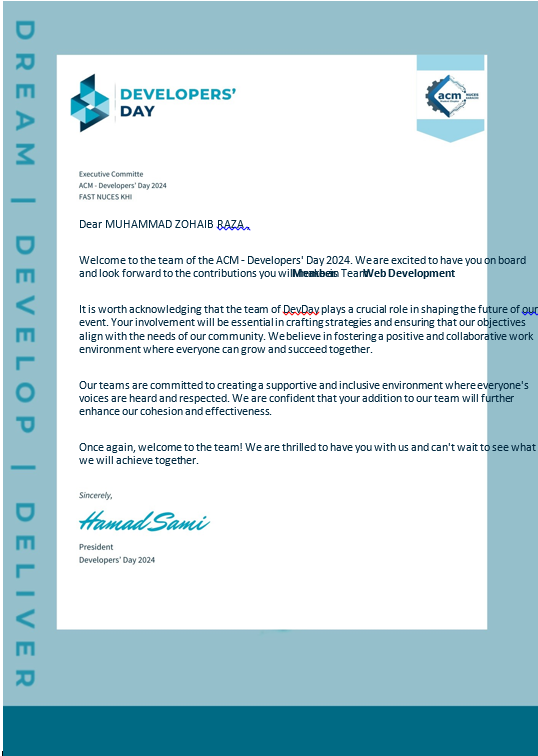 DREAM | DEVELOP | DELIVER
DEVELOPERS'
DAY
acm
NUCES
Executive Committe
ACM - Developers' Day 2024
FAST NUCES KHI
Dear MUHAMMAD ZOHAIB RAZA,
Welcome to the team of the ACM - Developers' Day 2024. We are excited to have you on board
and look forward to the contributions you will Member in Team Web Development
It is worth acknowledging that the team of DevDay plays a crucial role in shaping the future of our
event. Your involvement will be essential in crafting strategies and ensuring that our objectives
align with the needs of our community. We believe in fostering a positive and collaborative work
environment where everyone can grow and succeed together.
Our teams are committed to creating a supportive and inclusive environment where everyone's
voices are heard and respected. We are confident that your addition to our team will further
enhance our cohesion and effectiveness.
Once again, welcome to the team! We are thrilled to have you with us and can't wait to see what
we will achieve together.
Sincerely,
Hamad Sami
President
Developers' Day 2024